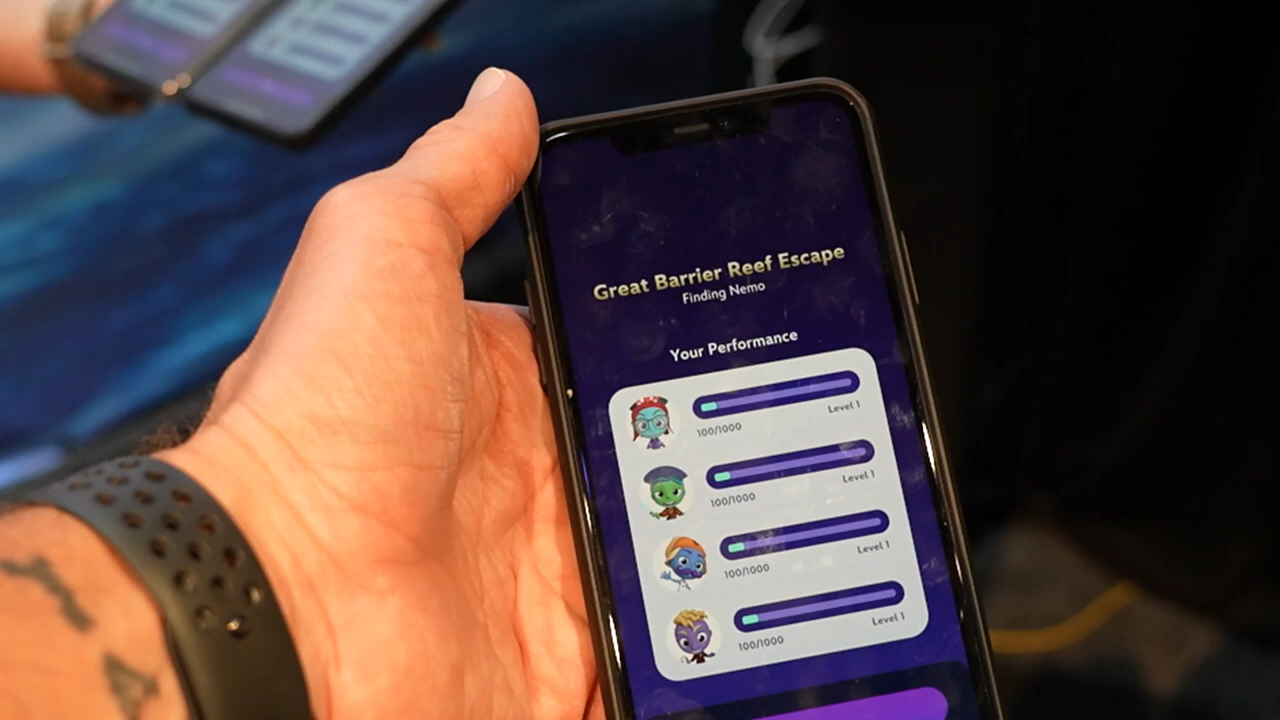 Great Barrier Reef Escape
Finding Nemo
Your Performance
Level 1
100/1000
Level 1
100/1000
Level 1
100/1000
Level 1
100/1000